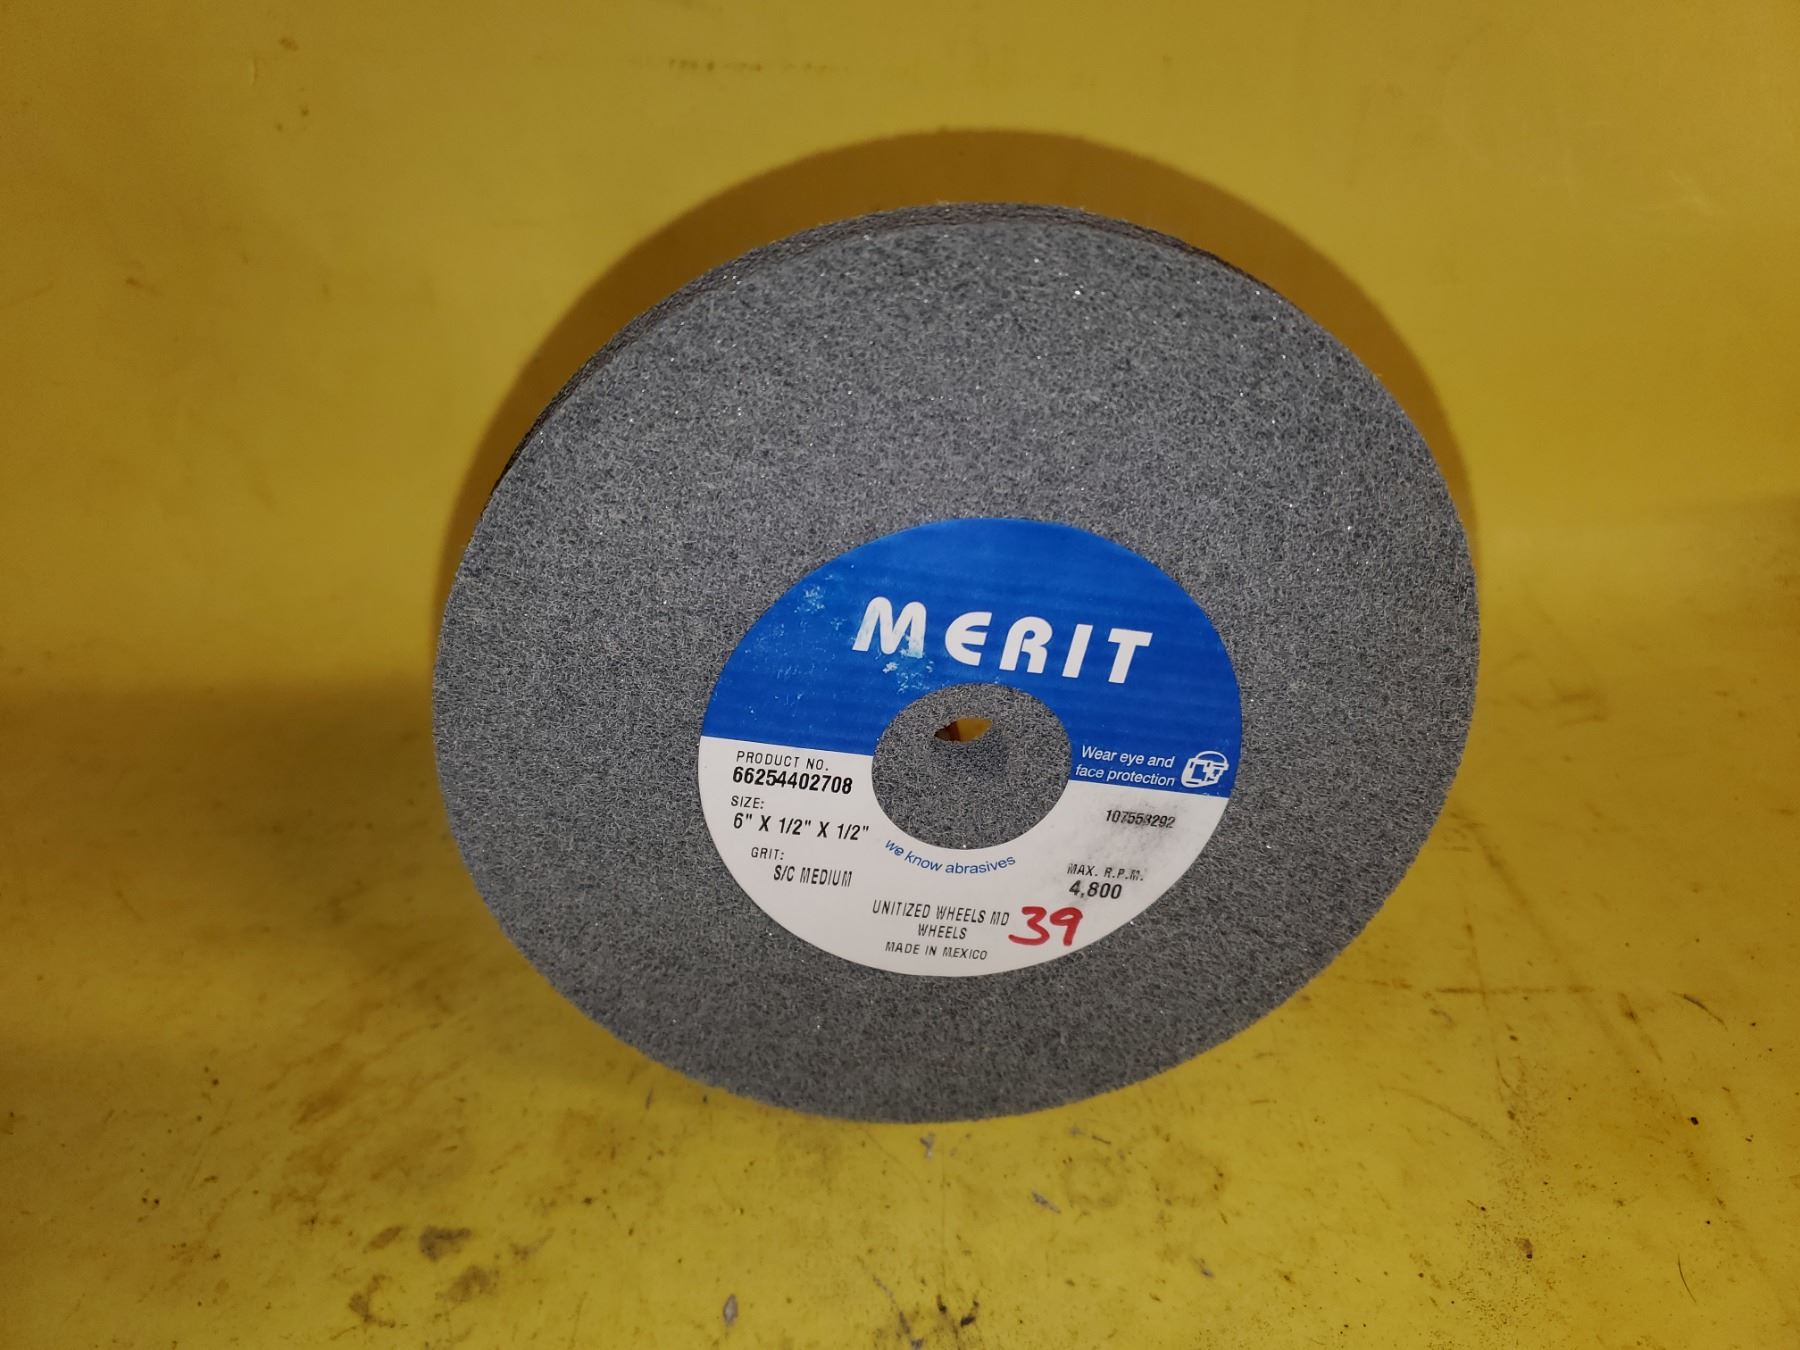 MERIT
Wear eye and
face protection
PRODUCT NO.
66254402708
SIZE:
6" X 1/2" X 1/2"
GRIT:
S/C MEDIUM
107553292
we know abrasives
MAX. R.P.M.
4,800
UNITIZED WHEELS MD
WHEELS
39
MADE IN MEXICO